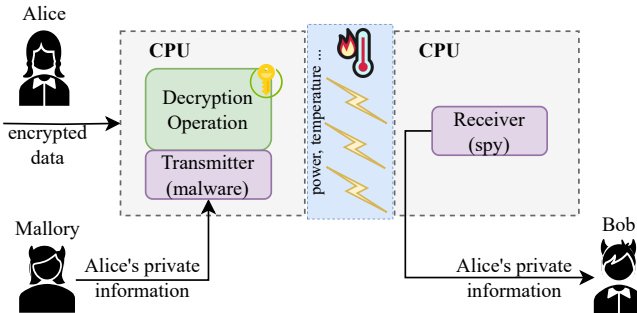 Alice
CPU
CPU
Decryption
Operation
encrypted
data
Transmitter
(malware)
power, temperature ...
Receiver
(spy)
Mallory
Alice's private
information
Alice's private
information
Bob